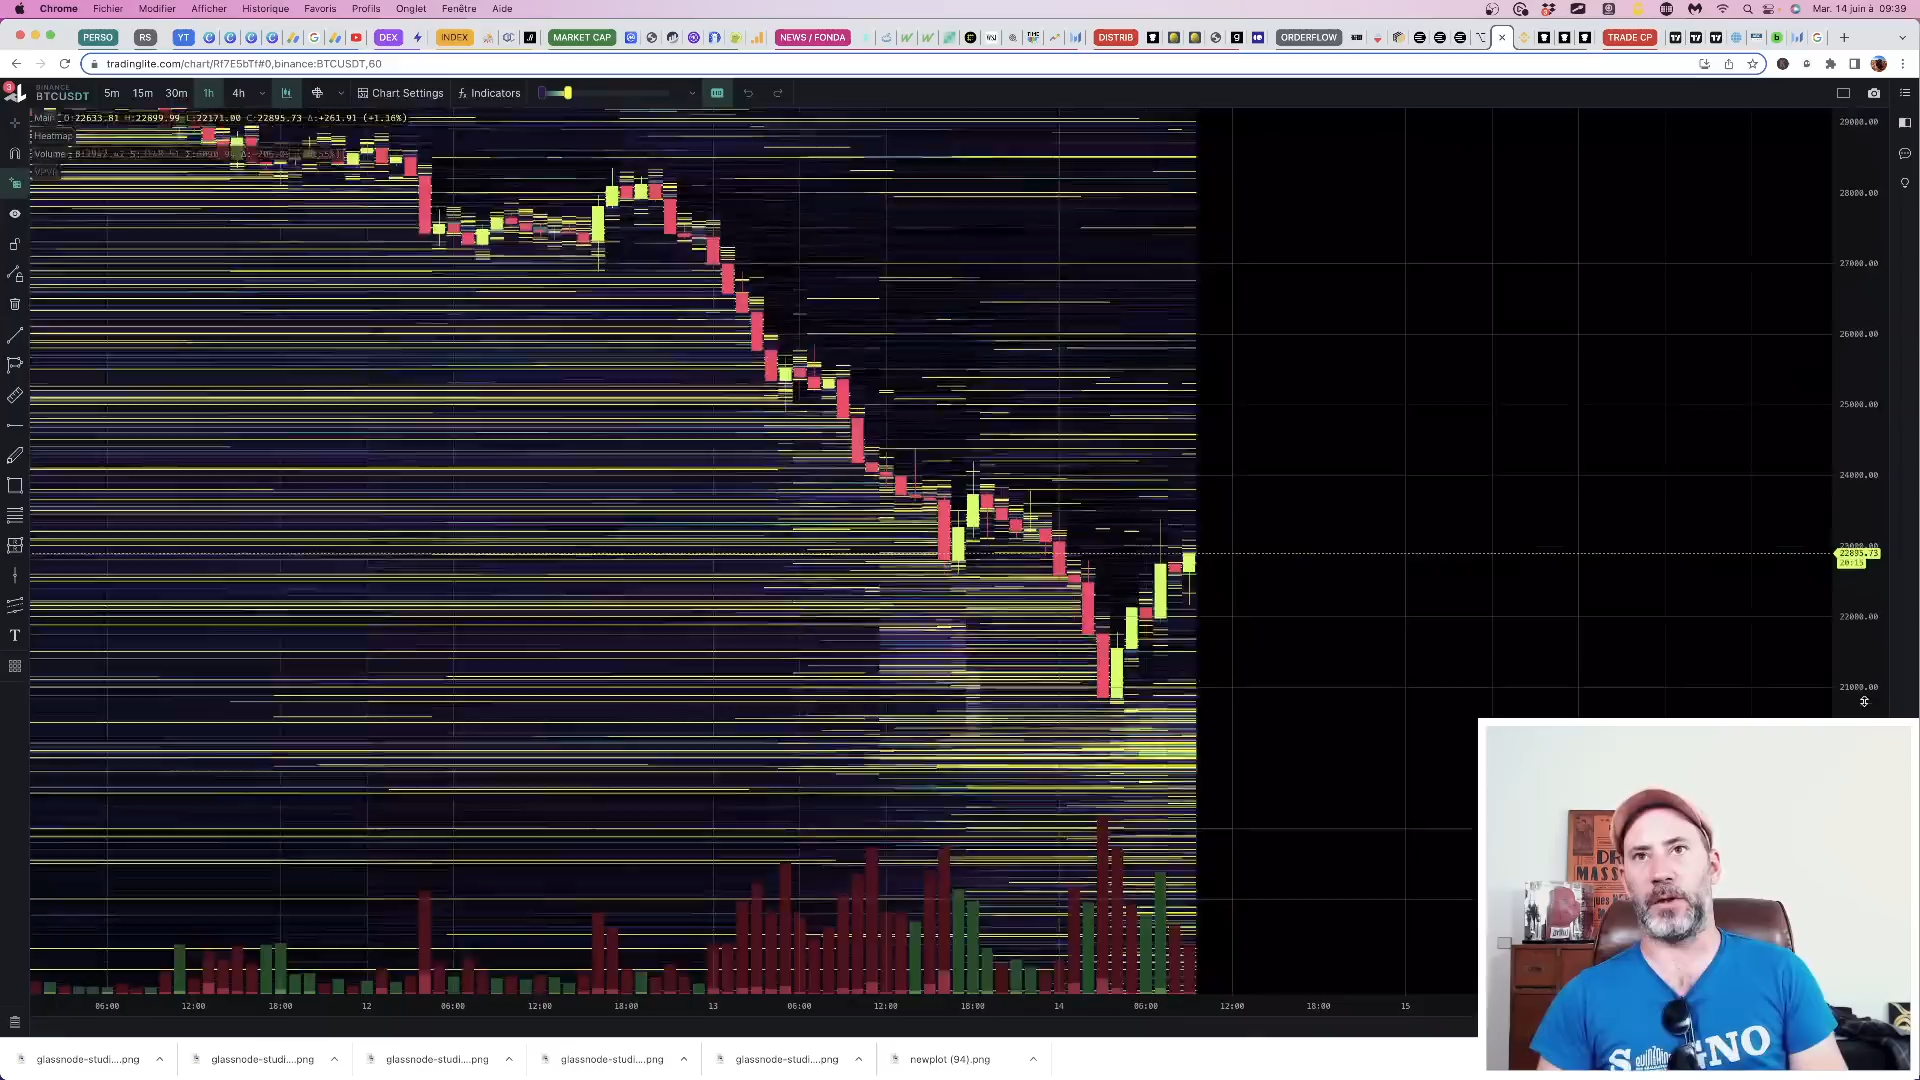 Chrome Fichier Modifier Afficher Historique Favoris Profils Onglet Fenêtre Aide
Mar. 14 juin à 09:39
PERSO RS YT DEX INDEX MARKET CAP NEWS / FONDA DISTRIB ORDERFLOW TRADE CP
tradinglite.com/chart/Rf7E5bTf#0,binance:BTCUSDT,60
BINANCE
BTCUSDT
5m 15m 30m 1h 4h Chart Settings Indicators
Main O:22633.81 H:22899.99 L:22171.00 C:22895.73 Δ:+261.91 (+1.16%)
Heatmap
Volume
29000.00
28000.00
27000.00
26000.00
25000.00
24000.00
22895.73
20:15
22000.00
21000.00
T
06:00 12:00 18:00 12 06:00 12:00 18:00 13 06:00 12:00 18:00 14 06:00 12:00 18:00 15
glassnode-studi....png glassnode-studi....png glassnode-studi....png glassnode-studi....png glassnode-studi....png newplot (94).png